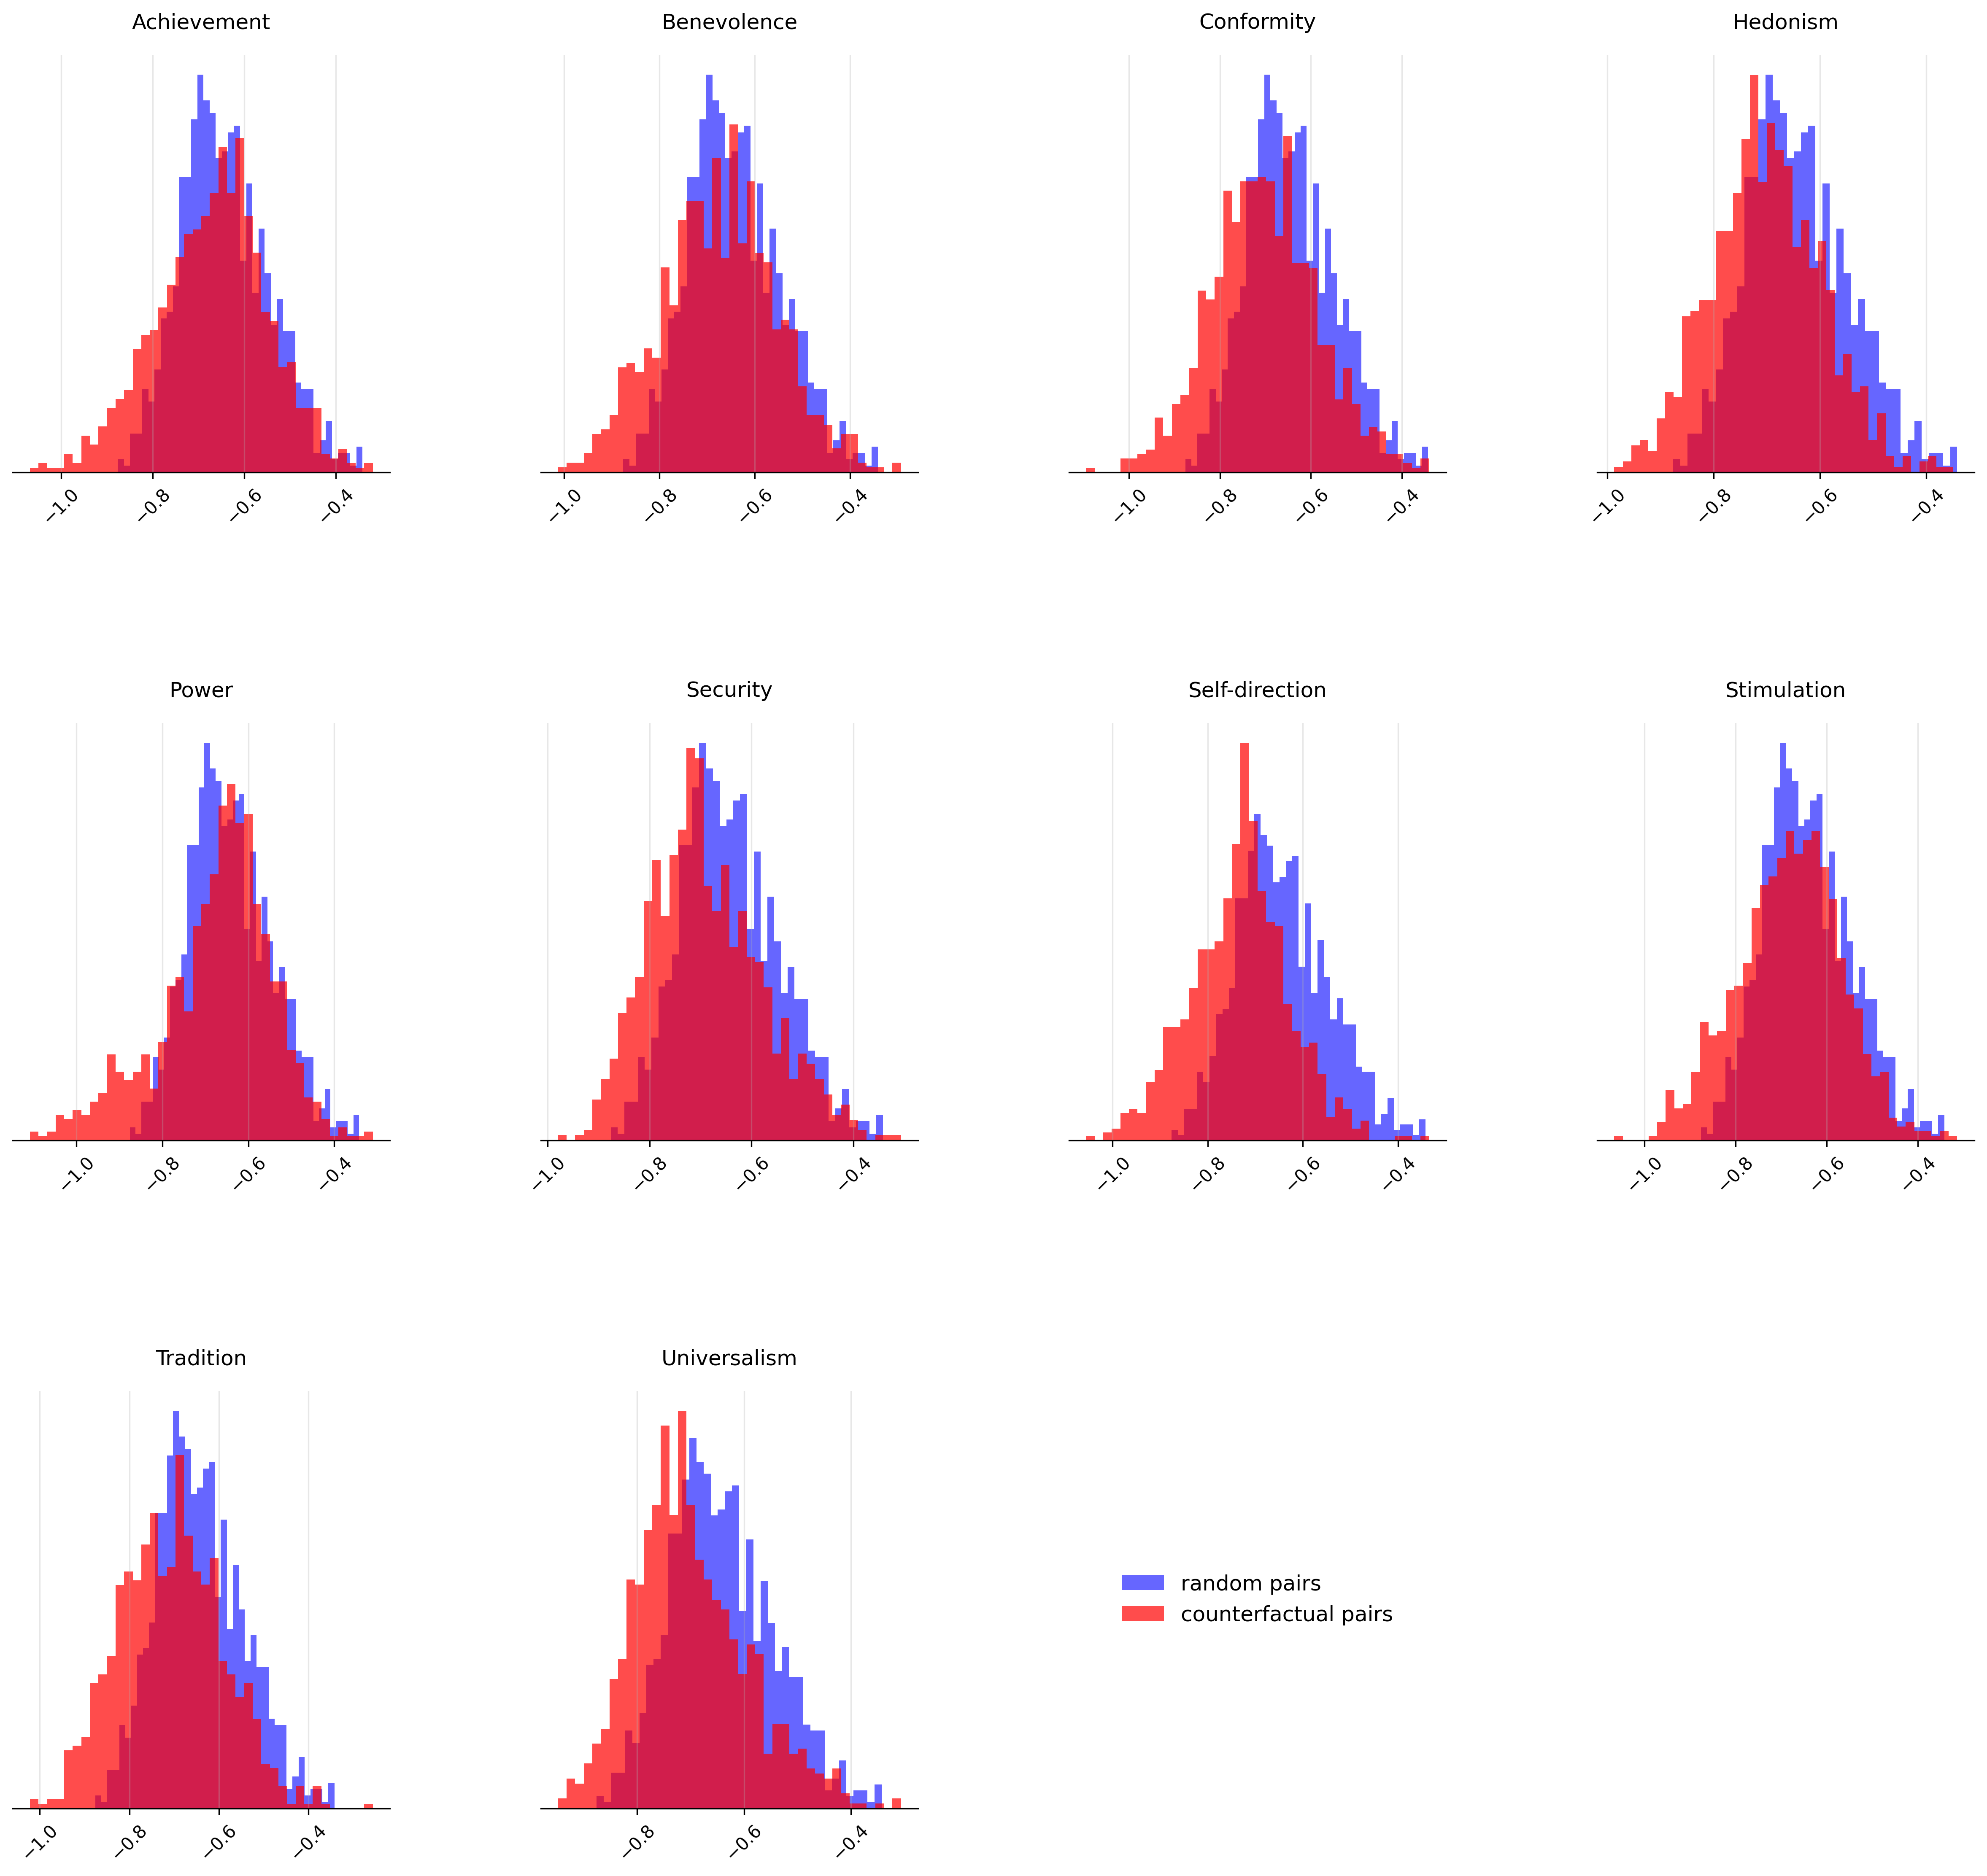 Achievement
Benevolence
Conformity
Hedonism
−1.0 −0.8 −0.6 −0.4
−1.0 −0.8 −0.6 −0.4
−1.0 −0.8 −0.6 −0.4
−1.0 −0.8 −0.6 −0.4
Power
Security
Self-direction
Stimulation
−1.0 −0.8 −0.6 −0.4
−1.0 −0.8 −0.6 −0.4
−1.0 −0.8 −0.6 −0.4
−1.0 −0.8 −0.6 −0.4
Tradition
Universalism
random pairs
counterfactual pairs
−1.0 −0.8 −0.6 −0.4
−0.8 −0.6 −0.4